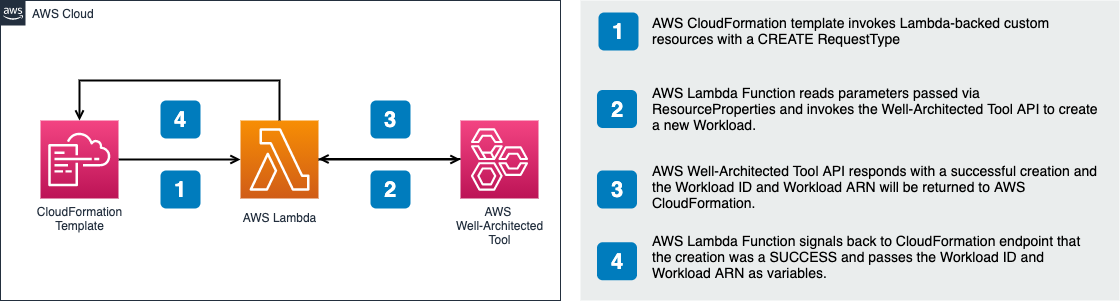 aws
AWS Cloud
4
3
1
2
CloudFormation
Template
AWS Lambda
AWS
Well-Architected
Tool
1
AWS CloudFormation template invokes Lambda-backed custom
resources with a CREATE RequestType
2
AWS Lambda Function reads parameters passed via
ResourceProperties and invokes the Well-Architected Tool API to create
a new Workload.
3
AWS Well-Architected Tool API responds with a successful creation and
the Workload ID and Workload ARN will be returned to AWS
CloudFormation.
4
AWS Lambda Function signals back to CloudFormation endpoint that
the creation was a SUCCESS and passes the Workload ID and
Workload ARN as variables.